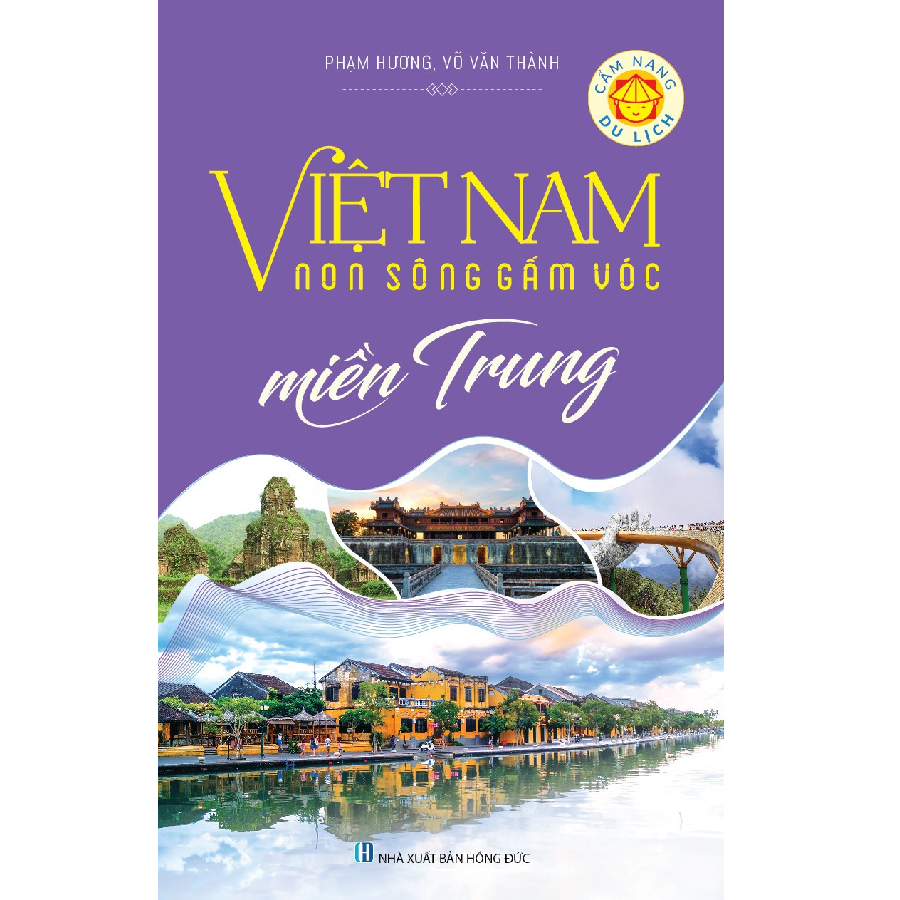 PHẠM HƯƠNG, VÕ VĂN THÀNH
CẨM NANG
DU LỊCH
VIỆT NAM
NON SÔNG GẤM VÓC
miền Trung
NHÀ XUẤT BẢN HỒNG ĐỨC